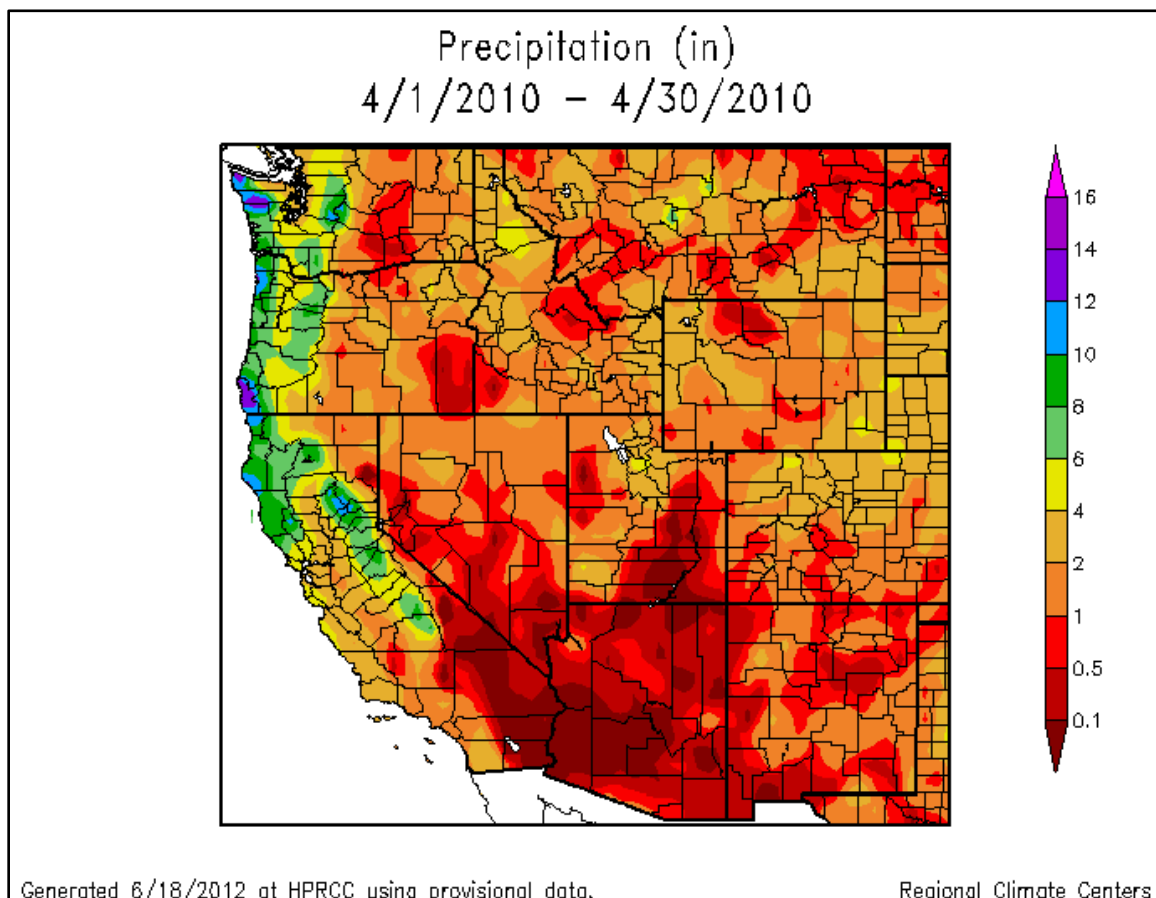 Precipitation (in)
4/1/2010 – 4/30/2010
16
14
12
10
8
6
4
2
1
0.5
0.1
Generated 6/18/2012 at HPRCC using provisional data.
Regional Climate Centers